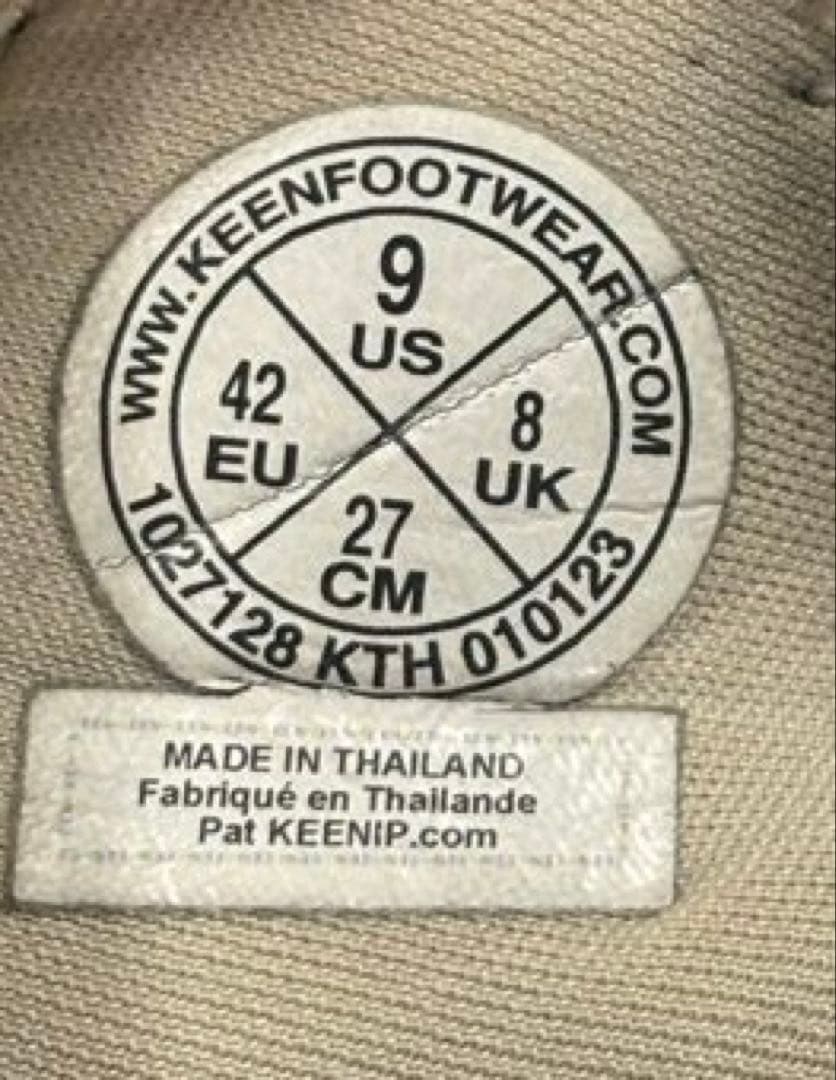 WWW.KEENFOOTWEAR.COM
9
US
42
EU
8
UK
27
CM
1027128 KTH 010123
MADE IN THAILAND
Fabriqué en Thailande
Pat KEENIP.com